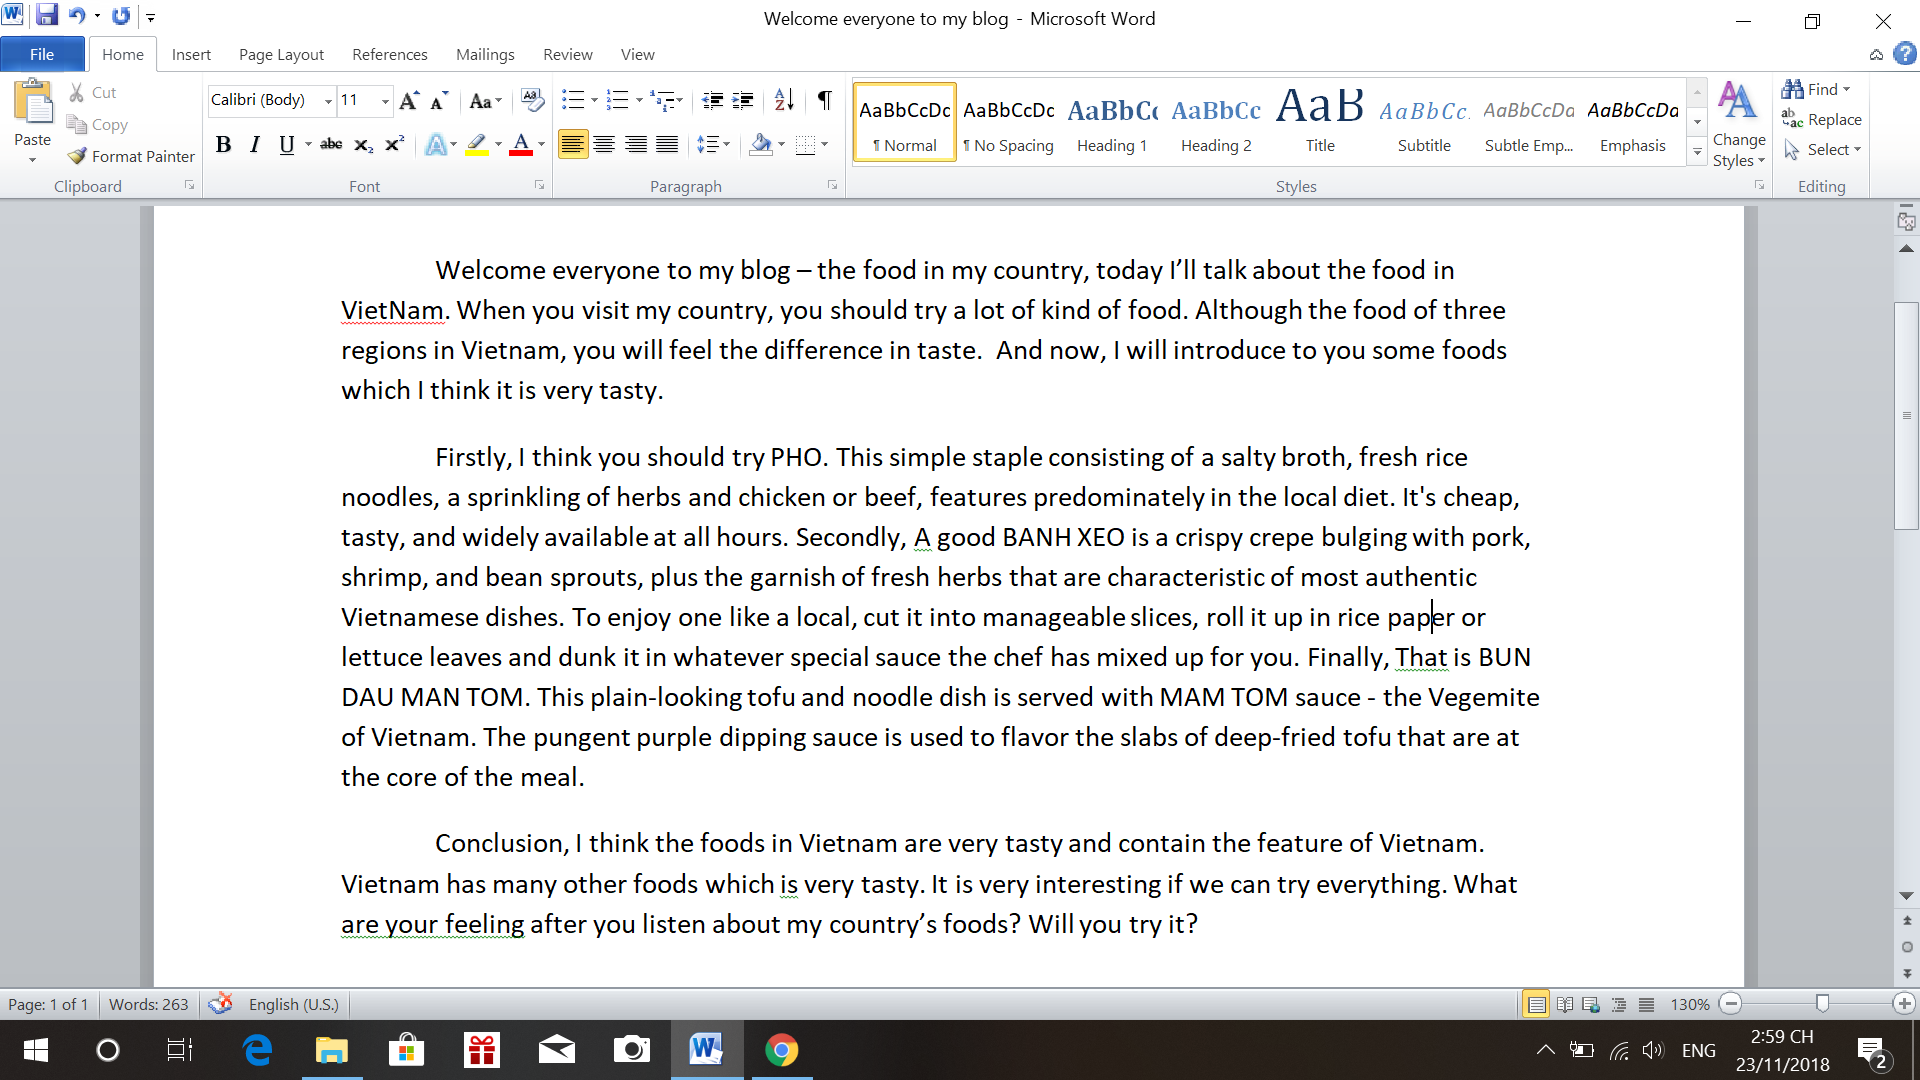 Welcome everyone to my blog - Microsoft Word
File Home Insert Page Layout References Mailings Review View
Paste
Cut
Copy
Format Painter
Clipboard
Calibri (Body) 11
Font
Paragraph
AaBbCcDc AaBbCcDc AaBbCc AaBbCc AaB AaBbCc. AaBbCcDa AaBbCcDa
¶ Normal ¶ No Spacing Heading 1 Heading 2 Title Subtitle Subtle Emp... Emphasis
Change
Styles
Styles
Find
Replace
Select
Editing
Welcome everyone to my blog – the food in my country, today I’ll talk about the food in
VietNam. When you visit my country, you should try a lot of kind of food. Although the food of three
regions in Vietnam, you will feel the difference in taste.  And now, I will introduce to you some foods
which I think it is very tasty.
Firstly, I think you should try PHO. This simple staple consisting of a salty broth, fresh rice
noodles, a sprinkling of herbs and chicken or beef, features predominately in the local diet. It's cheap,
tasty, and widely available at all hours. Secondly, A good BANH XEO is a crispy crepe bulging with pork,
shrimp, and bean sprouts, plus the garnish of fresh herbs that are characteristic of most authentic
Vietnamese dishes. To enjoy one like a local, cut it into manageable slices, roll it up in rice paper or
lettuce leaves and dunk it in whatever special sauce the chef has mixed up for you. Finally, That is BUN
DAU MAN TOM. This plain-looking tofu and noodle dish is served with MAM TOM sauce - the Vegemite
of Vietnam. The pungent purple dipping sauce is used to flavor the slabs of deep-fried tofu that are at
the core of the meal.
Conclusion, I think the foods in Vietnam are very tasty and contain the feature of Vietnam.
Vietnam has many other foods which is very tasty. It is very interesting if we can try everything. What
are your feeling after you listen about my country’s foods? Will you try it?
Page: 1 of 1 Words: 263 English (U.S.) 130%
ENG
2:59 CH
23/11/2018
2